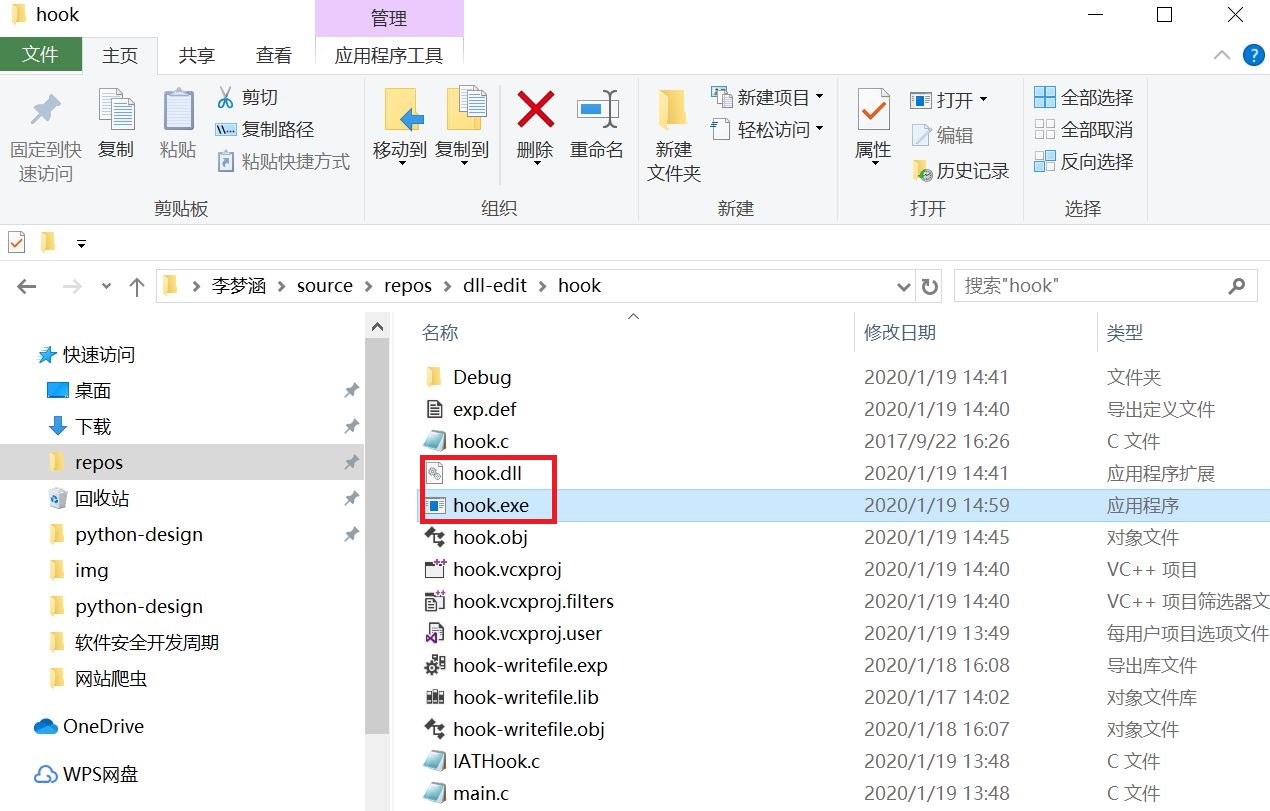 hook
管理
文件 主页 共享 查看 应用程序工具
固定到快速访问
复制
粘贴
剪切
复制路径
粘贴快捷方式
剪贴板
移动到
复制到
删除
重命名
组织
新建
文件夹
新建项目
轻松访问
新建
属性
打开
编辑
历史记录
打开
全部选择
全部取消
反向选择
选择
李梦涵 source repos dll-edit hook
搜索"hook"
快速访问
桌面
下载
repos
回收站
python-design
img
python-design
软件安全开发周期
网站爬虫
OneDrive
WPS网盘
名称 修改日期 类型
Debug 2020/1/19 14:41 文件夹
exp.def 2020/1/19 14:40 导出定义文件
hook.c 2017/9/22 16:26 C 文件
hook.dll 2020/1/19 14:41 应用程序扩展
hook.exe 2020/1/19 14:59 应用程序
hook.obj 2020/1/19 14:45 对象文件
hook.vcxproj 2020/1/19 14:40 VC++ 项目
hook.vcxproj.filters 2020/1/19 14:40 VC++ 项目筛选器文
hook.vcxproj.user 2020/1/19 13:49 每用户项目选项文件
hook-writefile.exp 2020/1/18 16:08 导出库文件
hook-writefile.lib 2020/1/17 14:02 对象文件库
hook-writefile.obj 2020/1/18 16:07 对象文件
IATHook.c 2020/1/19 13:48 C 文件
main.c 2020/1/19 13:48 C 文件